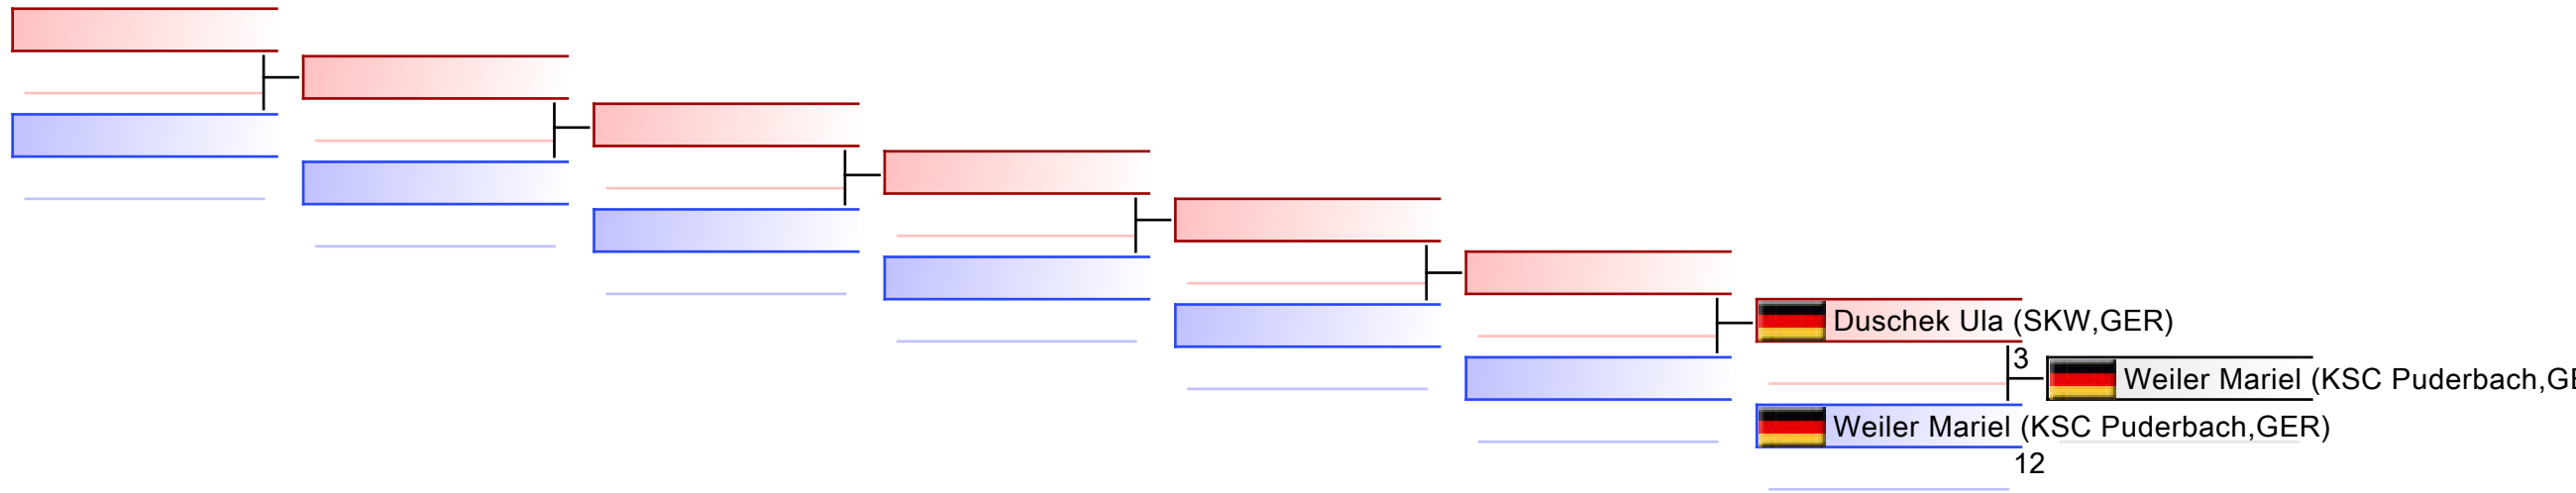 Duschek Ula (SKW,GER)
3
Weiler Mariel (KSC Puderbach,GE
Weiler Mariel (KSC Puderbach,GER)
12